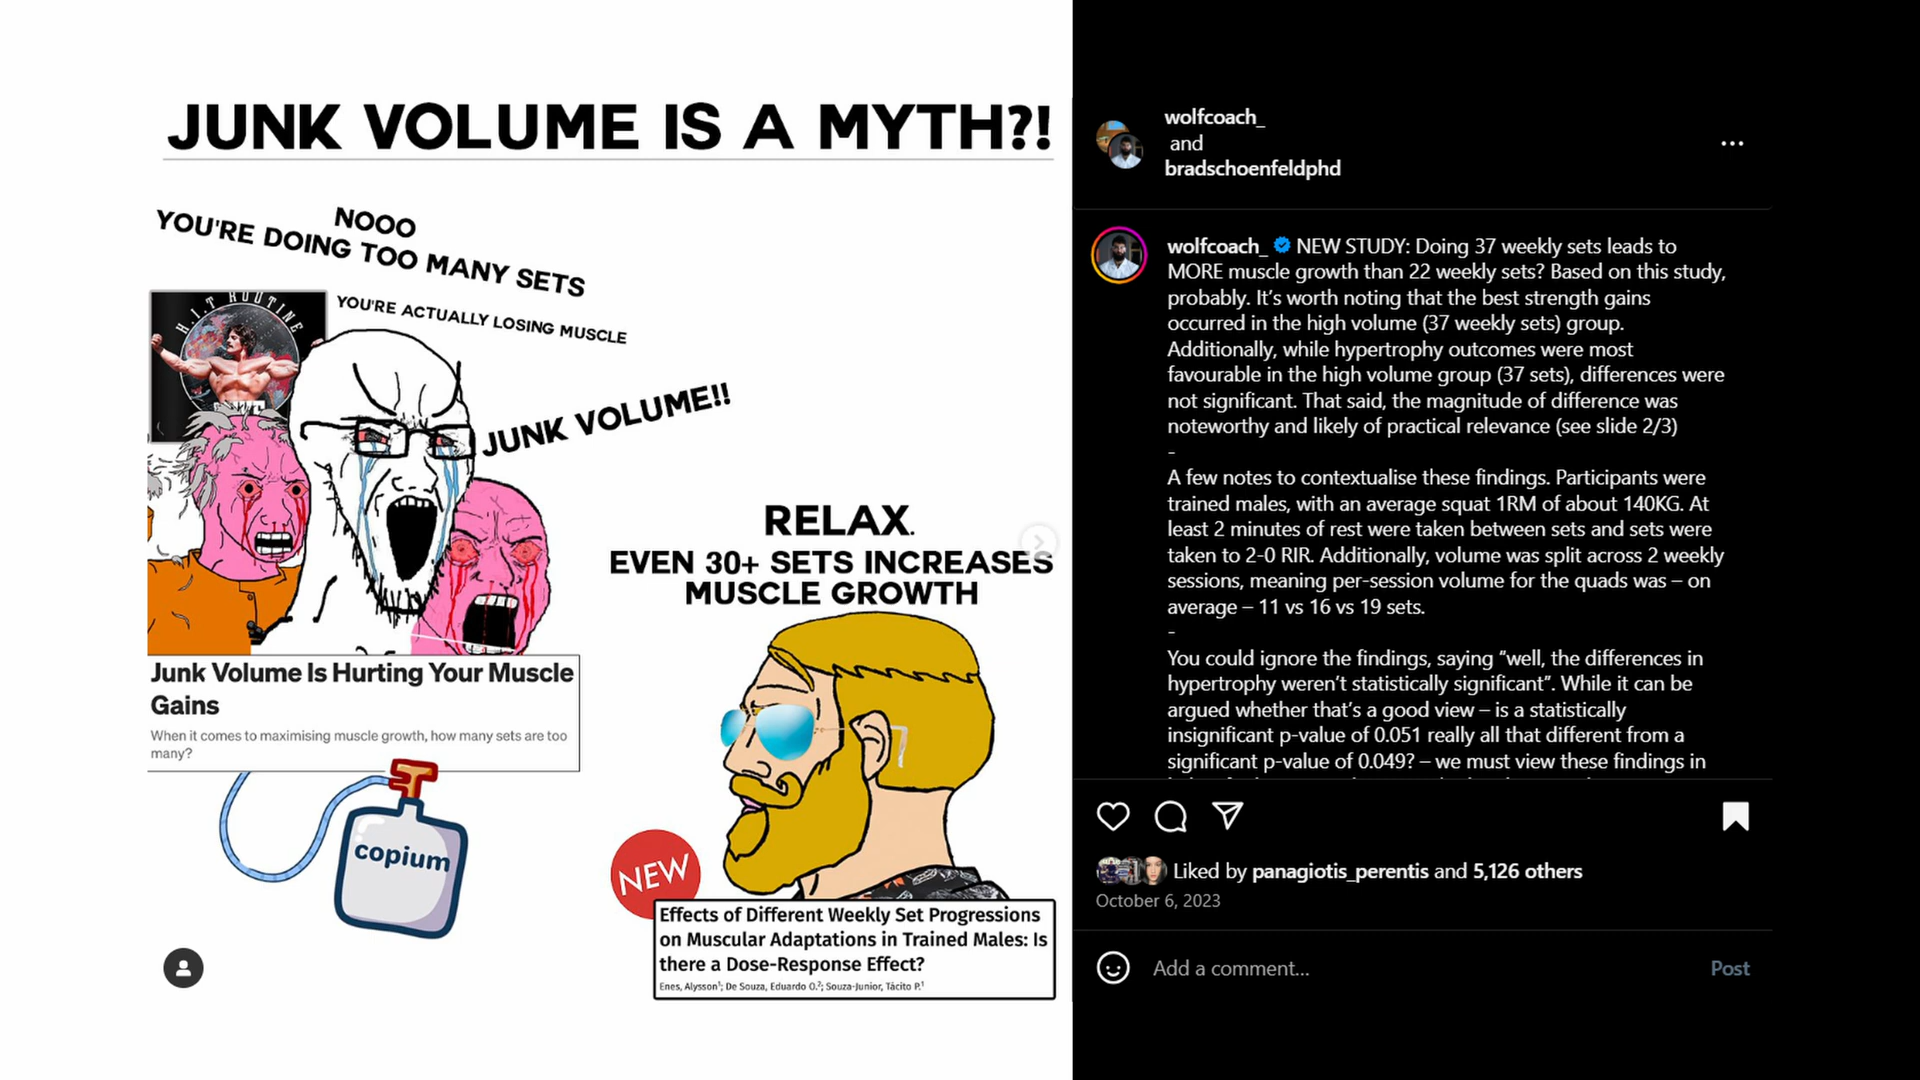 JUNK VOLUME IS A MYTH?!
NOOO
YOU'RE DOING TOO MANY SETS
YOU'RE ACTUALLY LOSING MUSCLE
H.I.T ROUTINE
JUNK VOLUME!!
RELAX.
EVEN 30+ SETS INCREASES
MUSCLE GROWTH
Junk Volume Is Hurting Your Muscle
Gains
When it comes to maximising muscle growth, how many sets are too
many?
copium
NEW
Effects of Different Weekly Set Progressions
on Muscular Adaptations in Trained Males: Is
there a Dose-Response Effect?
Enes, Alysson¹; De Souza, Eduardo O.²; Souza-Junior, Tácito P.¹
wolfcoach_
and
bradschoenfeldphd
wolfcoach_ NEW STUDY: Doing 37 weekly sets leads to
MORE muscle growth than 22 weekly sets? Based on this study,
probably. It's worth noting that the best strength gains
occurred in the high volume (37 weekly sets) group.
Additionally, while hypertrophy outcomes were most
favourable in the high volume group (37 sets), differences were
not significant. That said, the magnitude of difference was
noteworthy and likely of practical relevance (see slide 2/3)
-
A few notes to contextualise these findings. Participants were
trained males, with an average squat 1RM of about 140KG. At
least 2 minutes of rest were taken between sets and sets were
taken to 2-0 RIR. Additionally, volume was split across 2 weekly
sessions, meaning per-session volume for the quads was – on
average – 11 vs 16 vs 19 sets.
-
You could ignore the findings, saying “well, the differences in
hypertrophy weren't statistically significant”. While it can be
argued whether that's a good view – is a statistically
insignificant p-value of 0.051 really all that different from a
significant p-value of 0.049? – we must view these findings in
Liked by panagiotis_perentis and 5,126 others
October 6, 2023
Add a comment...
Post